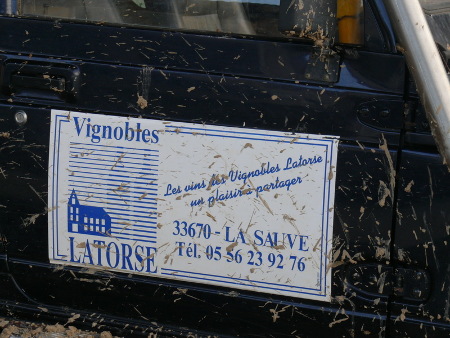 Vignobles
LATORSE
Les vins des Vignobles Latorse
un plaisir à partager
33670 - LA SAUVE
Tél. 05 56 23 92 76